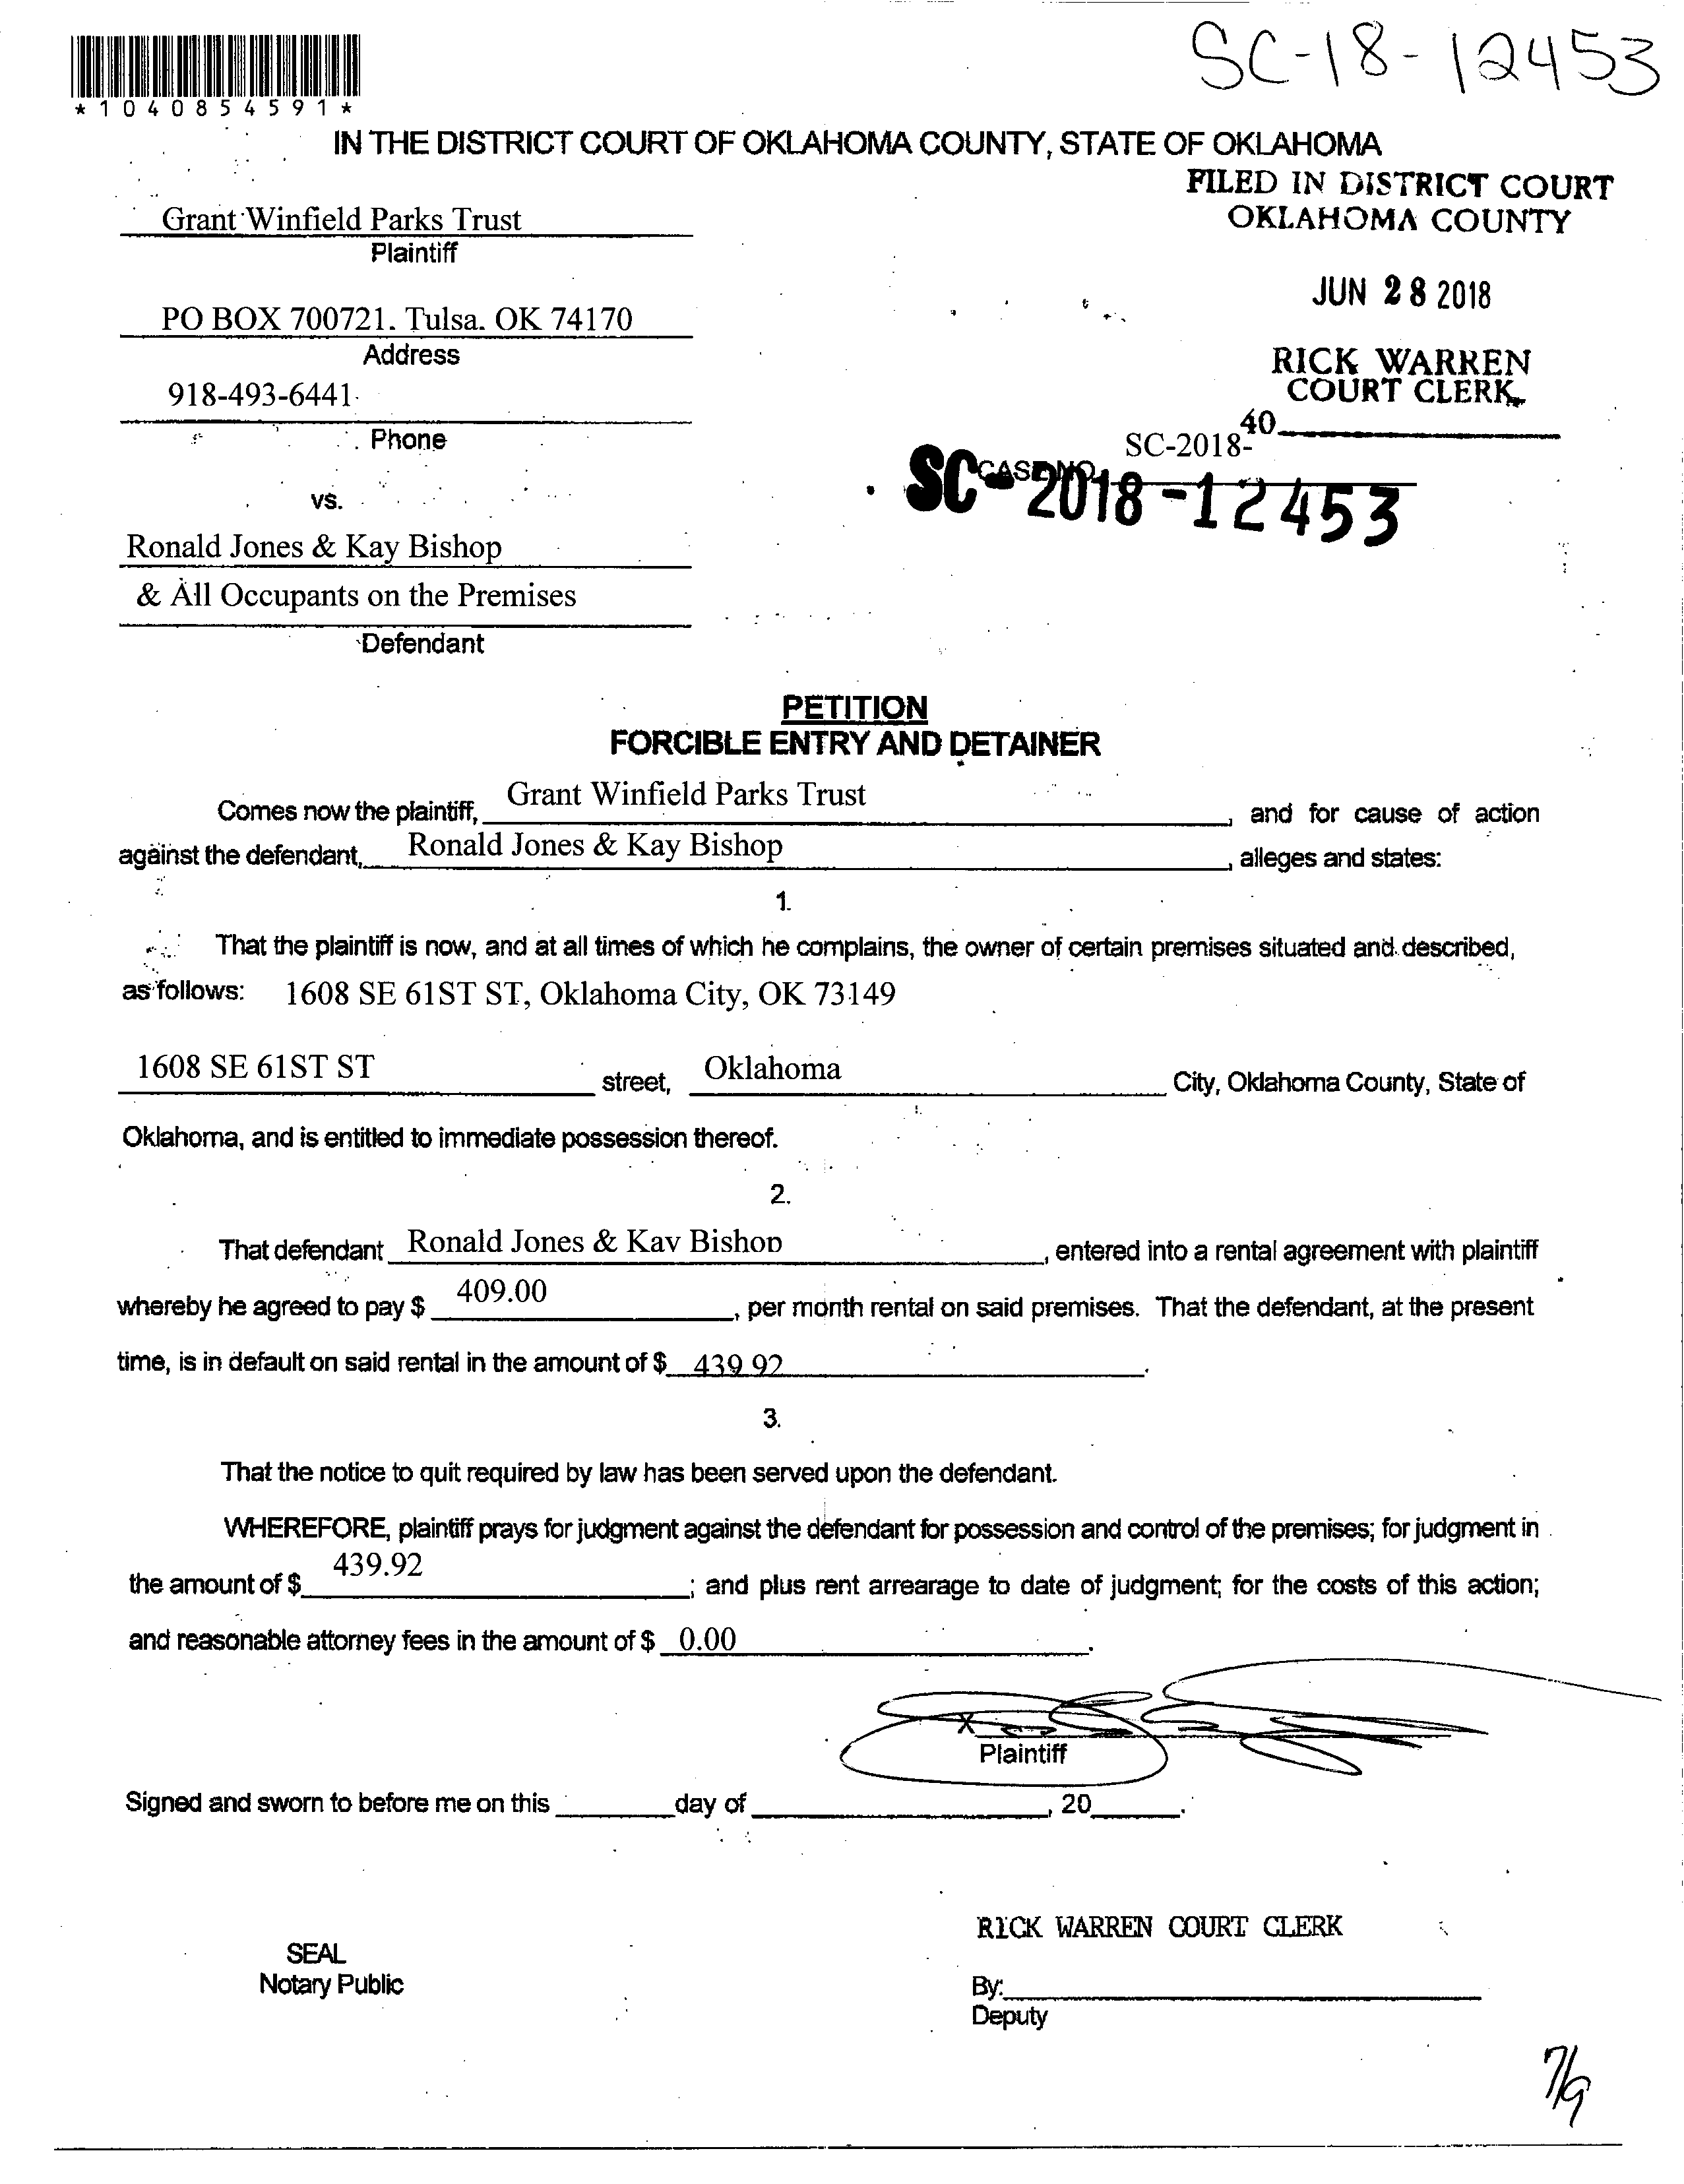 SC-18-12453
*1040854591*
IN THE DISTRICT COURT OF OKLAHOMA COUNTY, STATE OF OKLAHOMA
FILED IN DISTRICT COURT
OKLAHOMA COUNTY
Grant Winfield Parks Trust
Plaintiff
JUN 28 2018
PO BOX 700721. Tulsa. OK 74170
Address
RICK WARREN
COURT CLERK
918-493-6441
40
Phone
SC-2018-
CASE NO.
SC-2018-12453
vs.
Ronald Jones & Kay Bishop
& All Occupants on the Premises
Defendant
PETITION
FORCIBLE ENTRY AND DETAINER
Comes now the plaintiff, Grant Winfield Parks Trust, and for cause of action
against the defendant, Ronald Jones & Kay Bishop, alleges and states:
1.
That the plaintiff is now, and at all times of which he complains, the owner of certain premises situated and described,
as follows: 1608 SE 61ST ST, Oklahoma City, OK 73149
1608 SE 61ST ST street, Oklahoma City, Oklahoma County, State of
Oklahoma, and is entitled to immediate possession thereof.
2.
That defendant Ronald Jones & Kay Bishop, entered into a rental agreement with plaintiff
whereby he agreed to pay $ 409.00, per month rental on said premises. That the defendant, at the present
time, is in default on said rental in the amount of $ 439.92.
3.
That the notice to quit required by law has been served upon the defendant.
WHEREFORE, plaintiff prays for judgment against the defendant for possession and control of the premises; for judgment in
the amount of $ 439.92; and plus rent arrearage to date of judgment; for the costs of this action;
and reasonable attorney fees in the amount of $ 0.00.
X
Plaintiff
Signed and sworn to before me on this ______ day of ______, 20____.
RICK WARREN COURT CLERK
SEAL
Notary Public
By:
Deputy
7/9